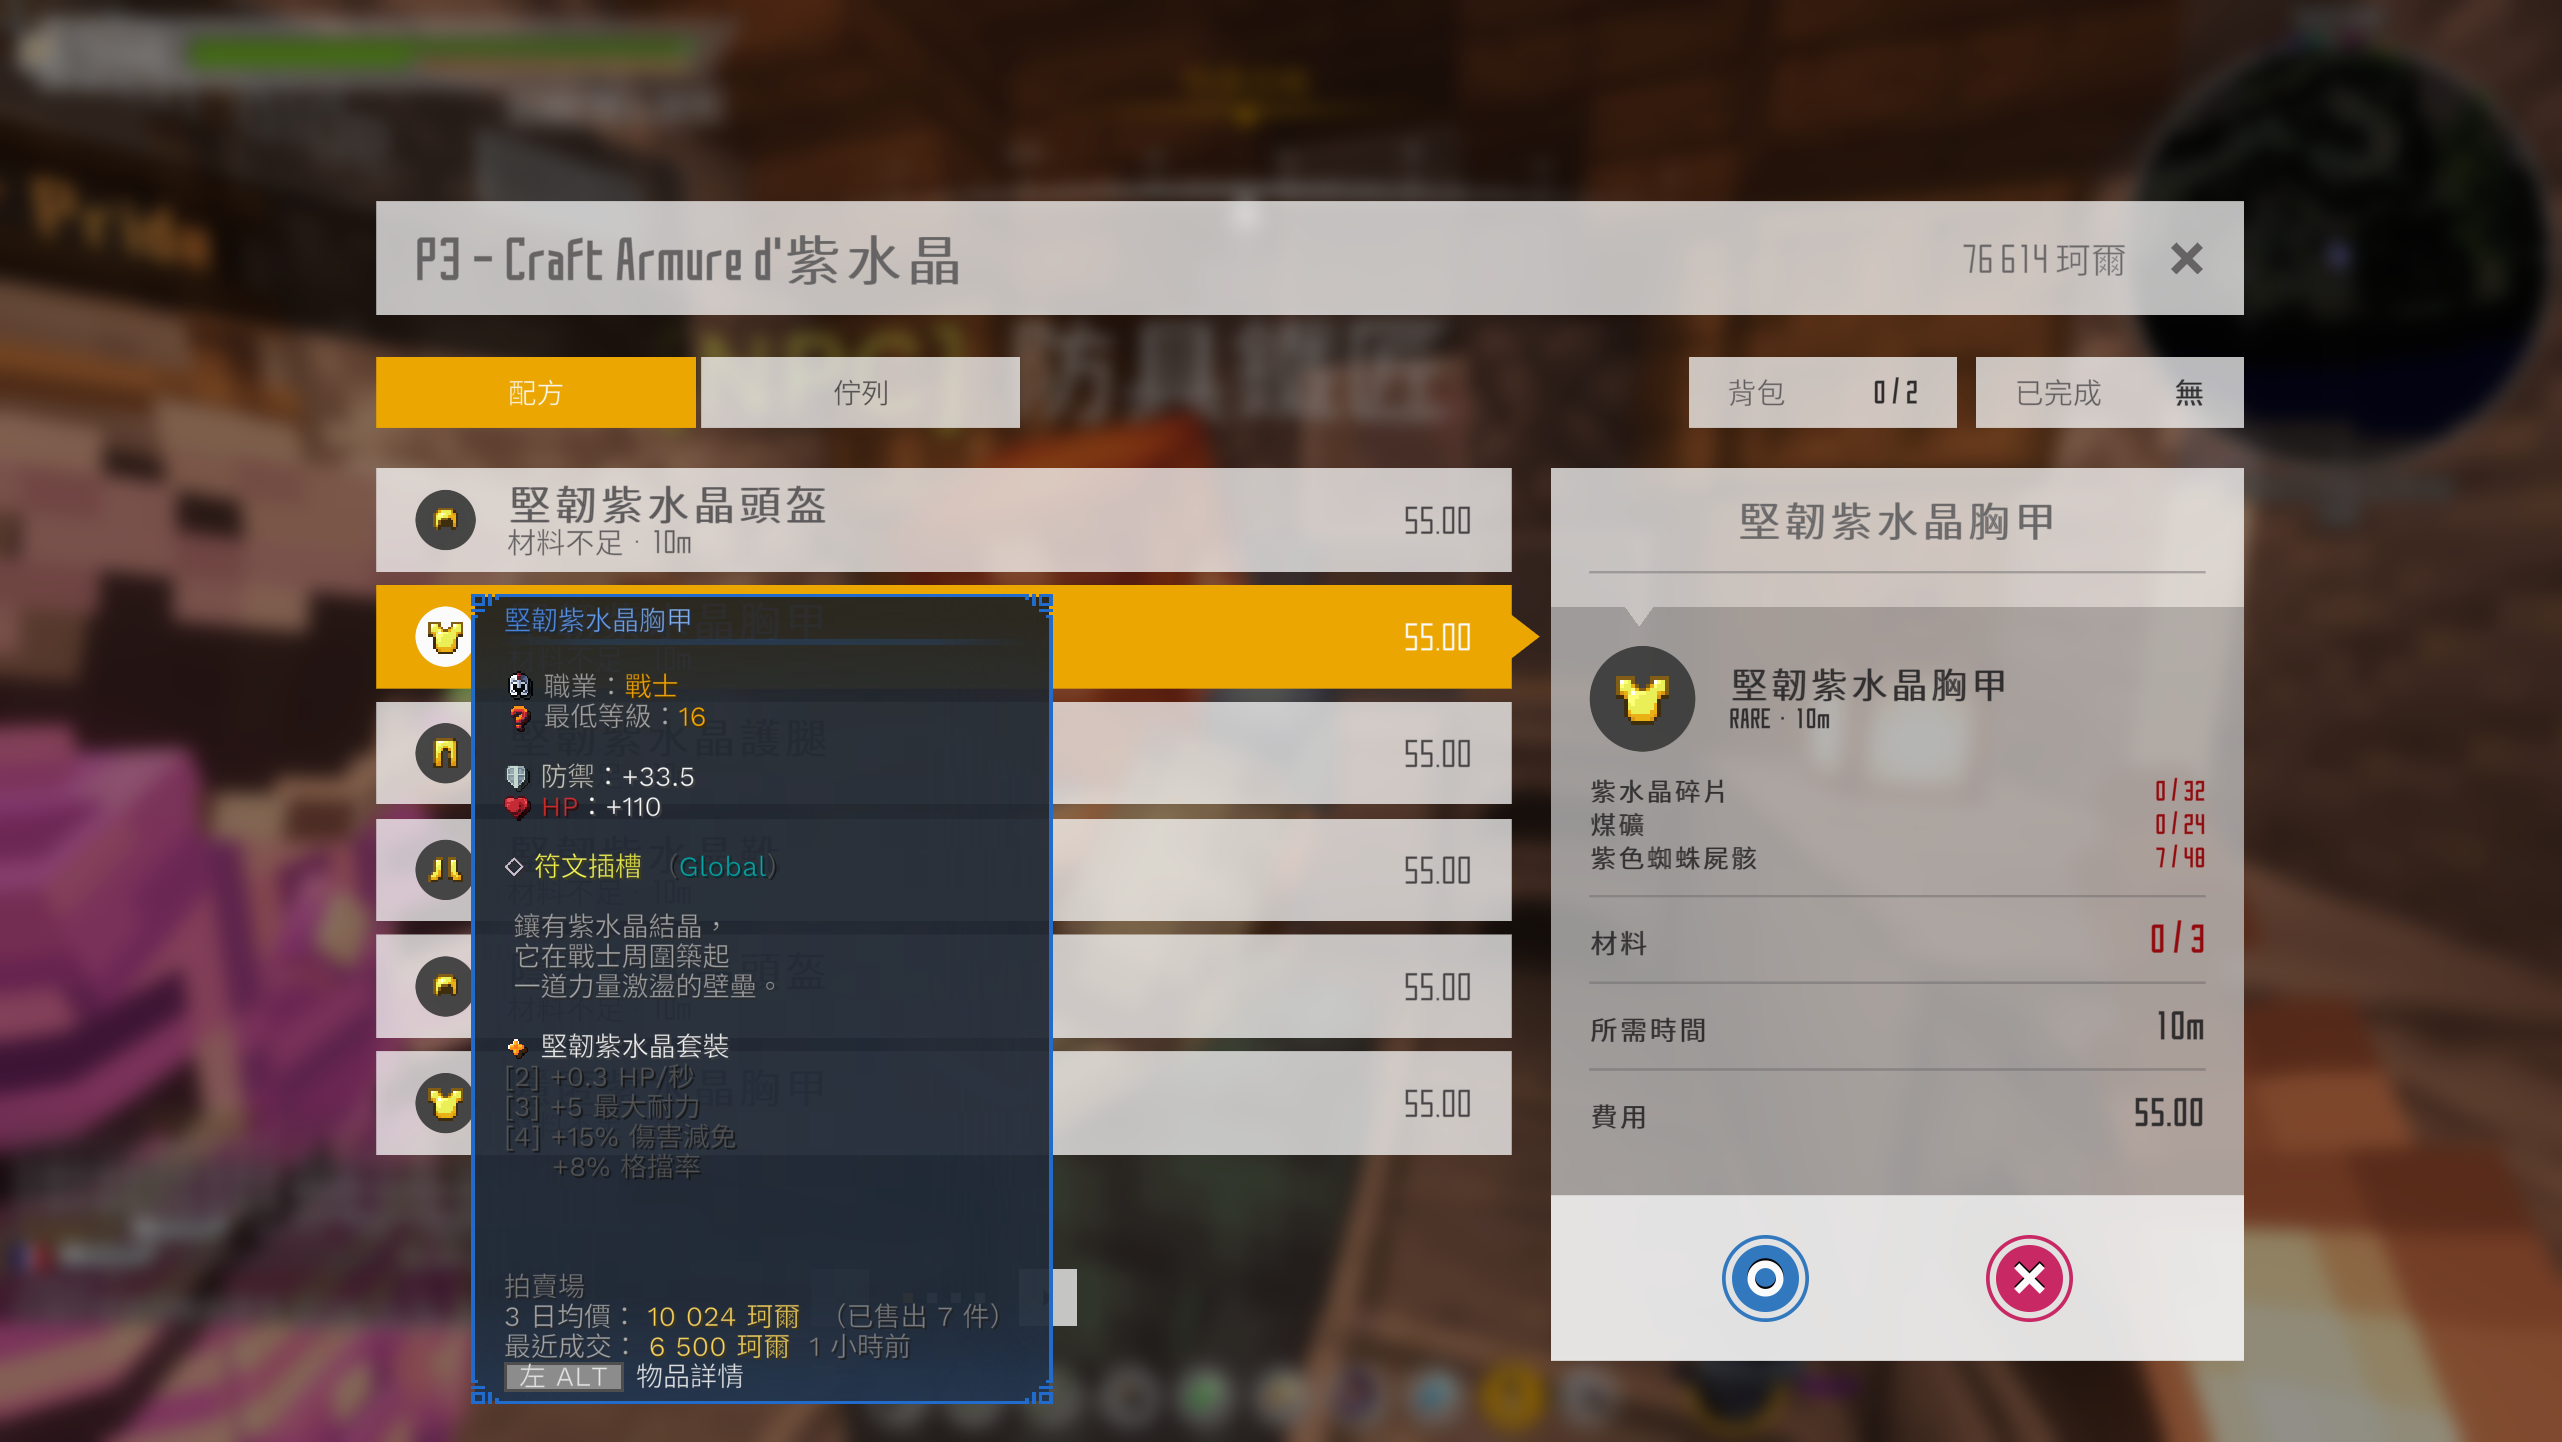 P3 - Craft Armure d'紫水晶
76 614 珂爾
配方
佇列
背包 0/2
已完成 無
[NPC] 防具鐵匠
堅韌紫水晶頭盔
材料不足 · 10m
55.00
55.00
55.00
55.00
55.00
55.00
堅韌紫水晶胸甲
職業：戰士
最低等級：16
防禦：+33.5
HP：+110
◇ 符文插槽 （Global）
鑲有紫水晶結晶，
它在戰士周圍築起
一道力量激盪的壁壘。
堅韌紫水晶套裝
[2] +0.3 HP/秒
[3] +5 最大耐力
[4] +15% 傷害減免
+8% 格擋率
拍賣場
3 日均價： 10 024 珂爾 （已售出 7 件）
最近成交： 6 500 珂爾 1 小時前
左 ALT 物品詳情
堅韌紫水晶胸甲
堅韌紫水晶胸甲
RARE · 10m
紫水晶碎片 0/32
煤礦 0/24
紫色蜘蛛屍骸 7/48
材料 0/3
所需時間 10m
費用 55.00